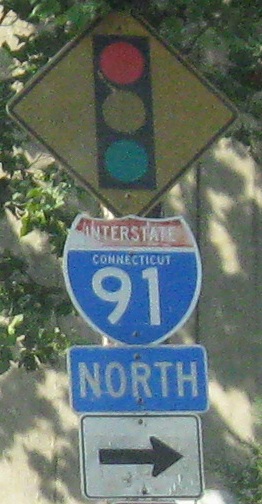 INTERSTATE
CONNECTICUT
91
NORTH